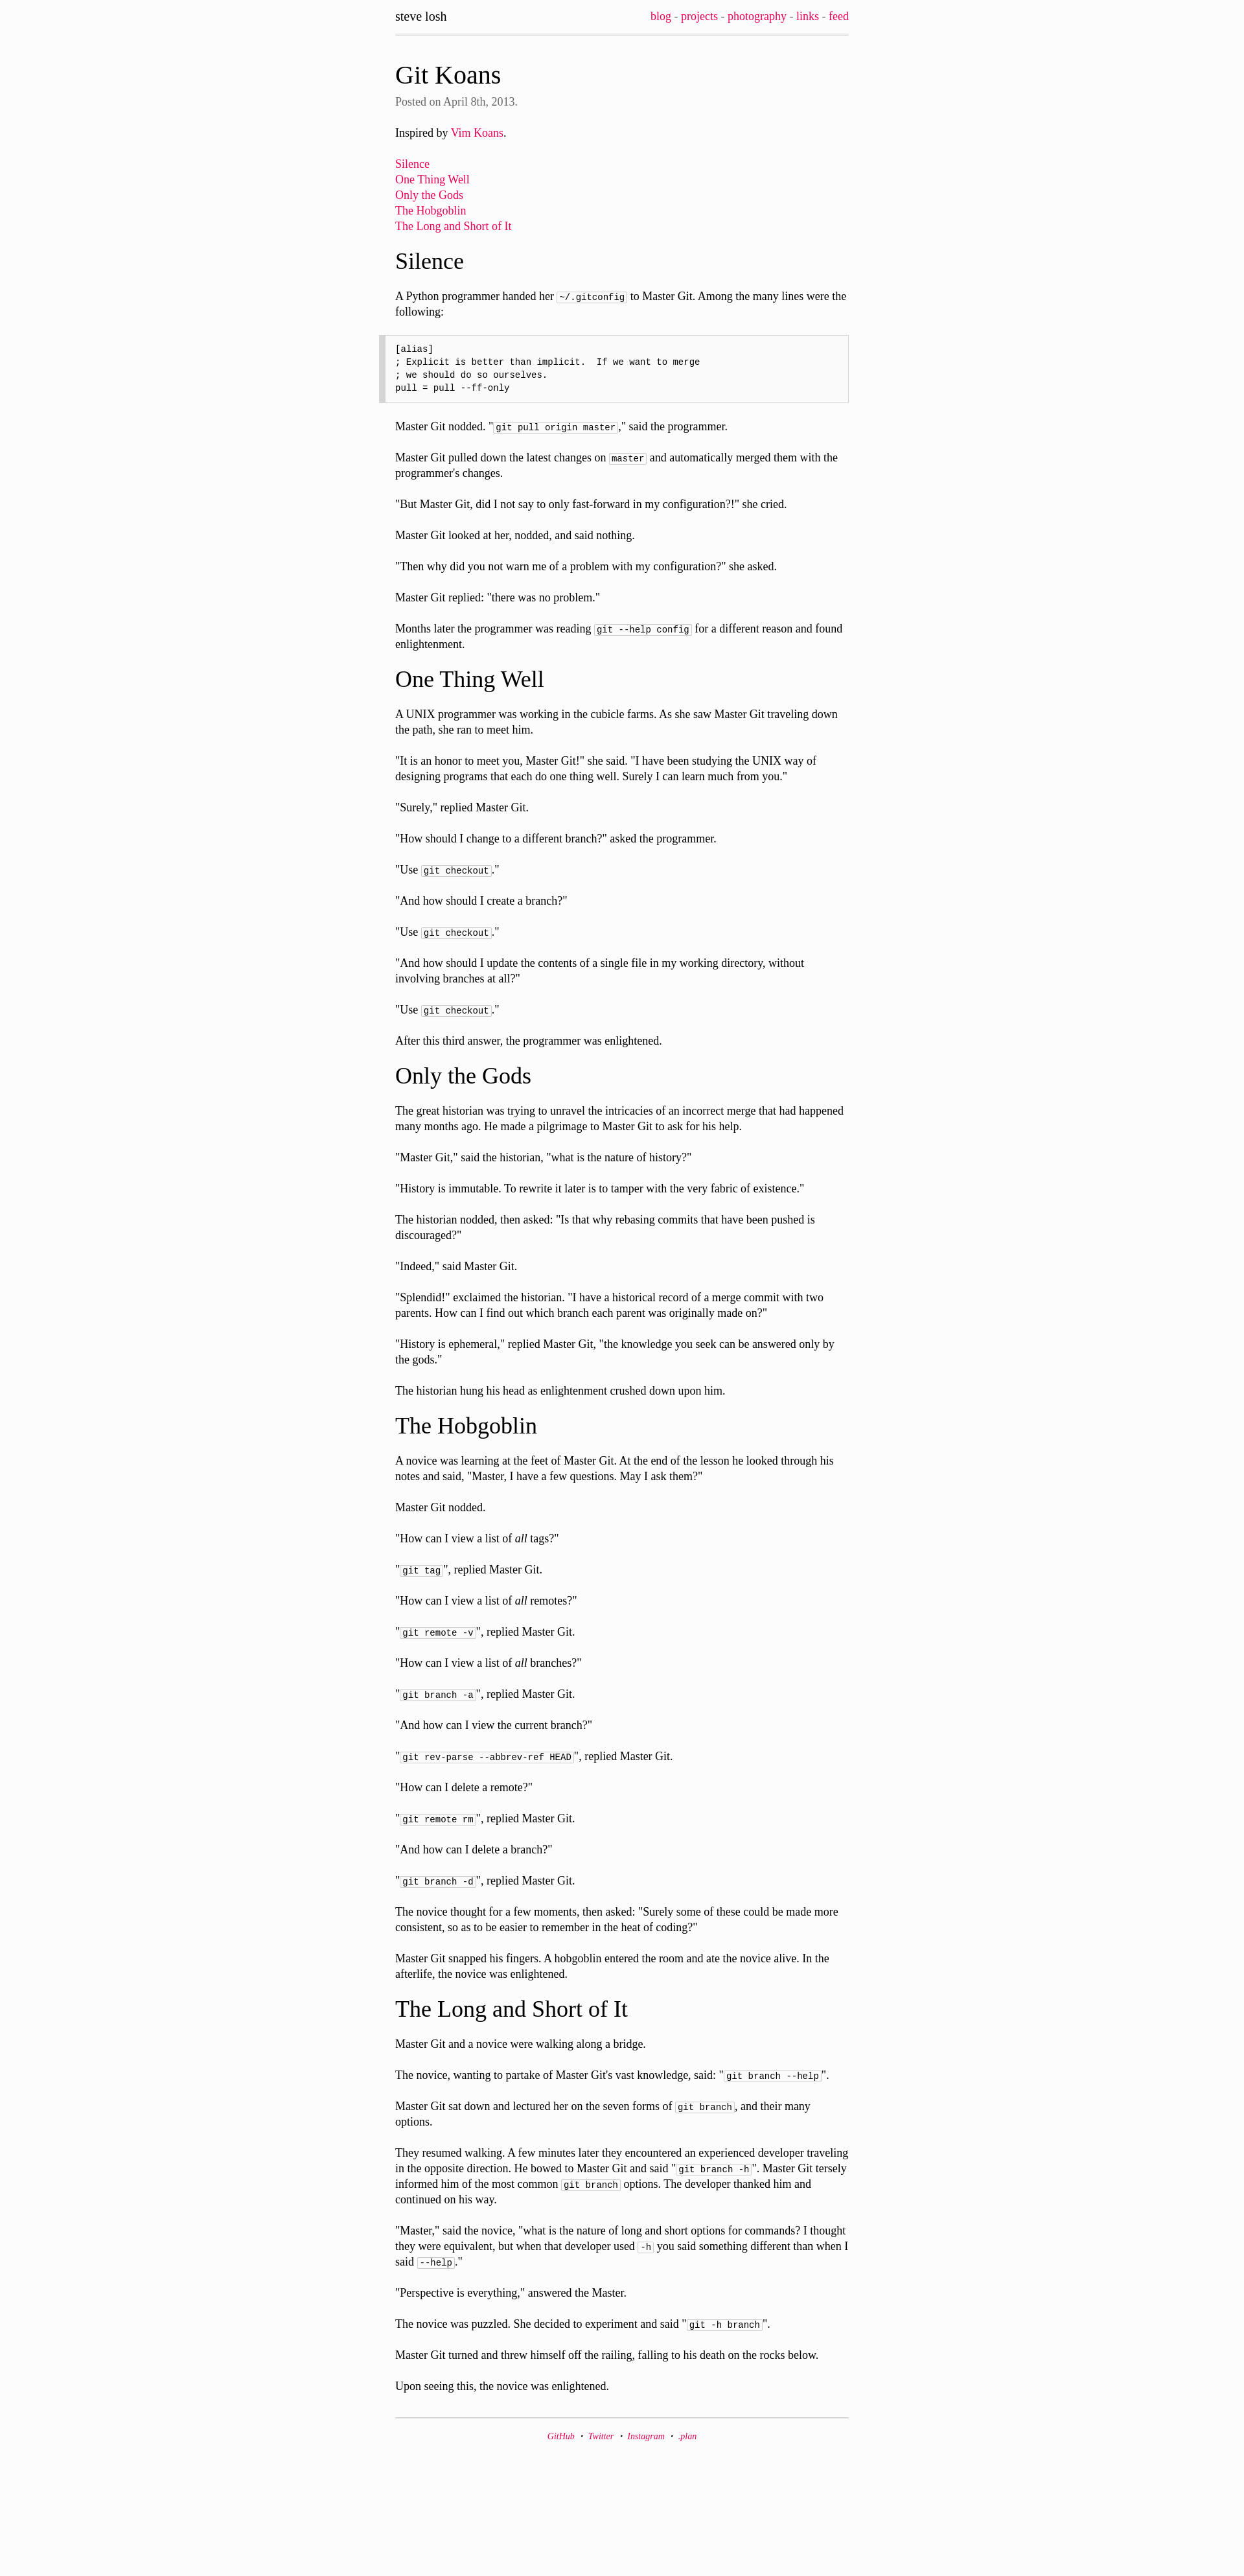 steve losh
blog - projects - photography - links - feed
Git Koans
Posted on April 8th, 2013.
Inspired by Vim Koans.
Silence
One Thing Well
Only the Gods
The Hobgoblin
The Long and Short of It
Silence
A Python programmer handed her ~/.gitconfig to Master Git. Among the many lines were the
following:
[alias]
; Explicit is better than implicit.  If we want to merge
; we should do so ourselves.
pull = pull --ff-only
Master Git nodded. "git pull origin master," said the programmer.
Master Git pulled down the latest changes on master and automatically merged them with the
programmer's changes.
"But Master Git, did I not say to only fast-forward in my configuration?!" she cried.
Master Git looked at her, nodded, and said nothing.
"Then why did you not warn me of a problem with my configuration?" she asked.
Master Git replied: "there was no problem."
Months later the programmer was reading git --help config for a different reason and found
enlightenment.
One Thing Well
A UNIX programmer was working in the cubicle farms. As she saw Master Git traveling down
the path, she ran to meet him.
"It is an honor to meet you, Master Git!" she said. "I have been studying the UNIX way of
designing programs that each do one thing well. Surely I can learn much from you."
"Surely," replied Master Git.
"How should I change to a different branch?" asked the programmer.
"Use git checkout."
"And how should I create a branch?"
"Use git checkout."
"And how should I update the contents of a single file in my working directory, without
involving branches at all?"
"Use git checkout."
After this third answer, the programmer was enlightened.
Only the Gods
The great historian was trying to unravel the intricacies of an incorrect merge that had happened
many months ago. He made a pilgrimage to Master Git to ask for his help.
"Master Git," said the historian, "what is the nature of history?"
"History is immutable. To rewrite it later is to tamper with the very fabric of existence."
The historian nodded, then asked: "Is that why rebasing commits that have been pushed is
discouraged?"
"Indeed," said Master Git.
"Splendid!" exclaimed the historian. "I have a historical record of a merge commit with two
parents. How can I find out which branch each parent was originally made on?"
"History is ephemeral," replied Master Git, "the knowledge you seek can be answered only by
the gods."
The historian hung his head as enlightenment crushed down upon him.
The Hobgoblin
A novice was learning at the feet of Master Git. At the end of the lesson he looked through his
notes and said, "Master, I have a few questions. May I ask them?"
Master Git nodded.
"How can I view a list of all tags?"
"git tag", replied Master Git.
"How can I view a list of all remotes?"
"git remote -v", replied Master Git.
"How can I view a list of all branches?"
"git branch -a", replied Master Git.
"And how can I view the current branch?"
"git rev-parse --abbrev-ref HEAD", replied Master Git.
"How can I delete a remote?"
"git remote rm", replied Master Git.
"And how can I delete a branch?"
"git branch -d", replied Master Git.
The novice thought for a few moments, then asked: "Surely some of these could be made more
consistent, so as to be easier to remember in the heat of coding?"
Master Git snapped his fingers. A hobgoblin entered the room and ate the novice alive. In the
afterlife, the novice was enlightened.
The Long and Short of It
Master Git and a novice were walking along a bridge.
The novice, wanting to partake of Master Git's vast knowledge, said: "git branch --help".
Master Git sat down and lectured her on the seven forms of git branch, and their many
options.
They resumed walking. A few minutes later they encountered an experienced developer traveling
in the opposite direction. He bowed to Master Git and said "git branch -h". Master Git tersely
informed him of the most common git branch options. The developer thanked him and
continued on his way.
"Master," said the novice, "what is the nature of long and short options for commands? I thought
they were equivalent, but when that developer used -h you said something different than when I
said --help."
"Perspective is everything," answered the Master.
The novice was puzzled. She decided to experiment and said "git -h branch".
Master Git turned and threw himself off the railing, falling to his death on the rocks below.
Upon seeing this, the novice was enlightened.
GitHub • Twitter • Instagram • .plan